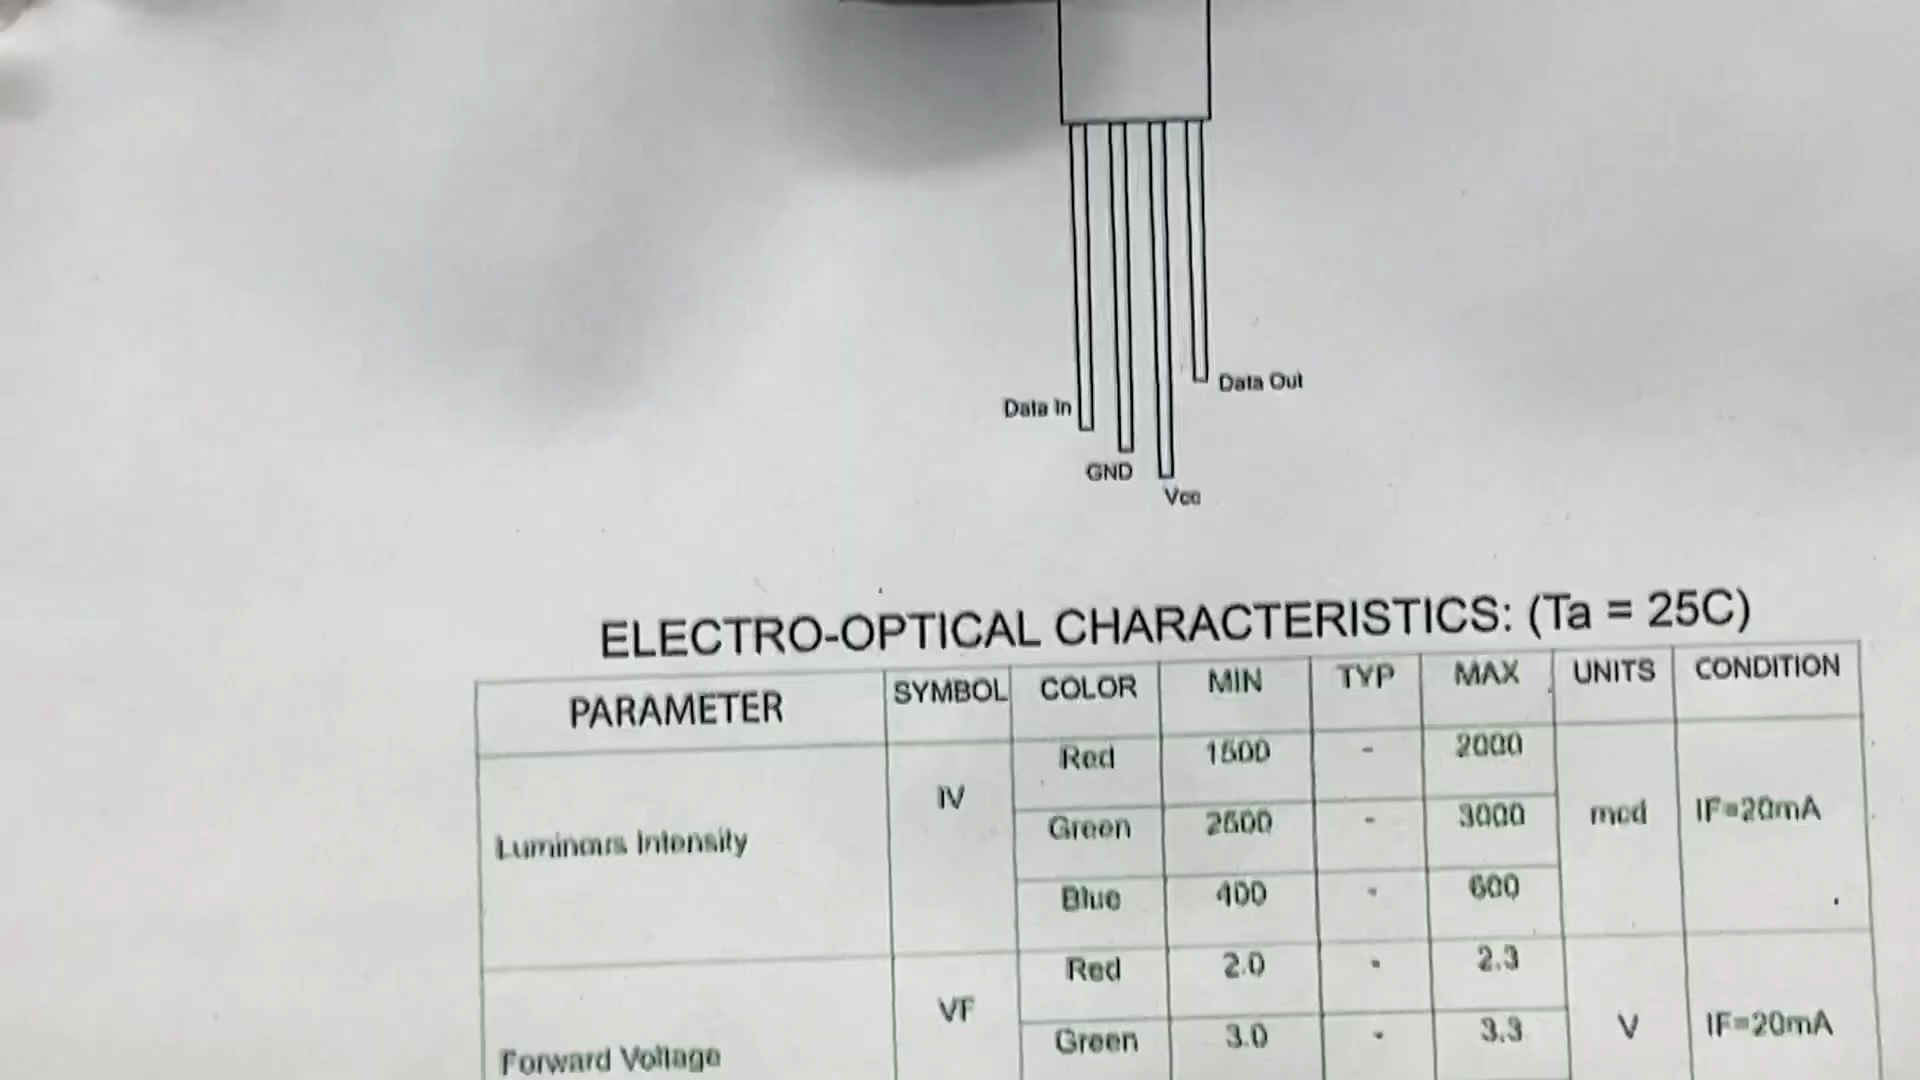 Data Out
Data In
GND
Vcc
ELECTRO-OPTICAL CHARACTERISTICS: (Ta = 25C)
PARAMETER SYMBOL COLOR MIN TYP MAX UNITS CONDITION
Luminous Intensity IV Red 1500 - 2000 mcd IF=20mA
Green 2500 - 3000
Blue 400 - 600
Forward Voltage VF Red 2.0 - 2.3 V IF=20mA
Green 3.0 - 3.3